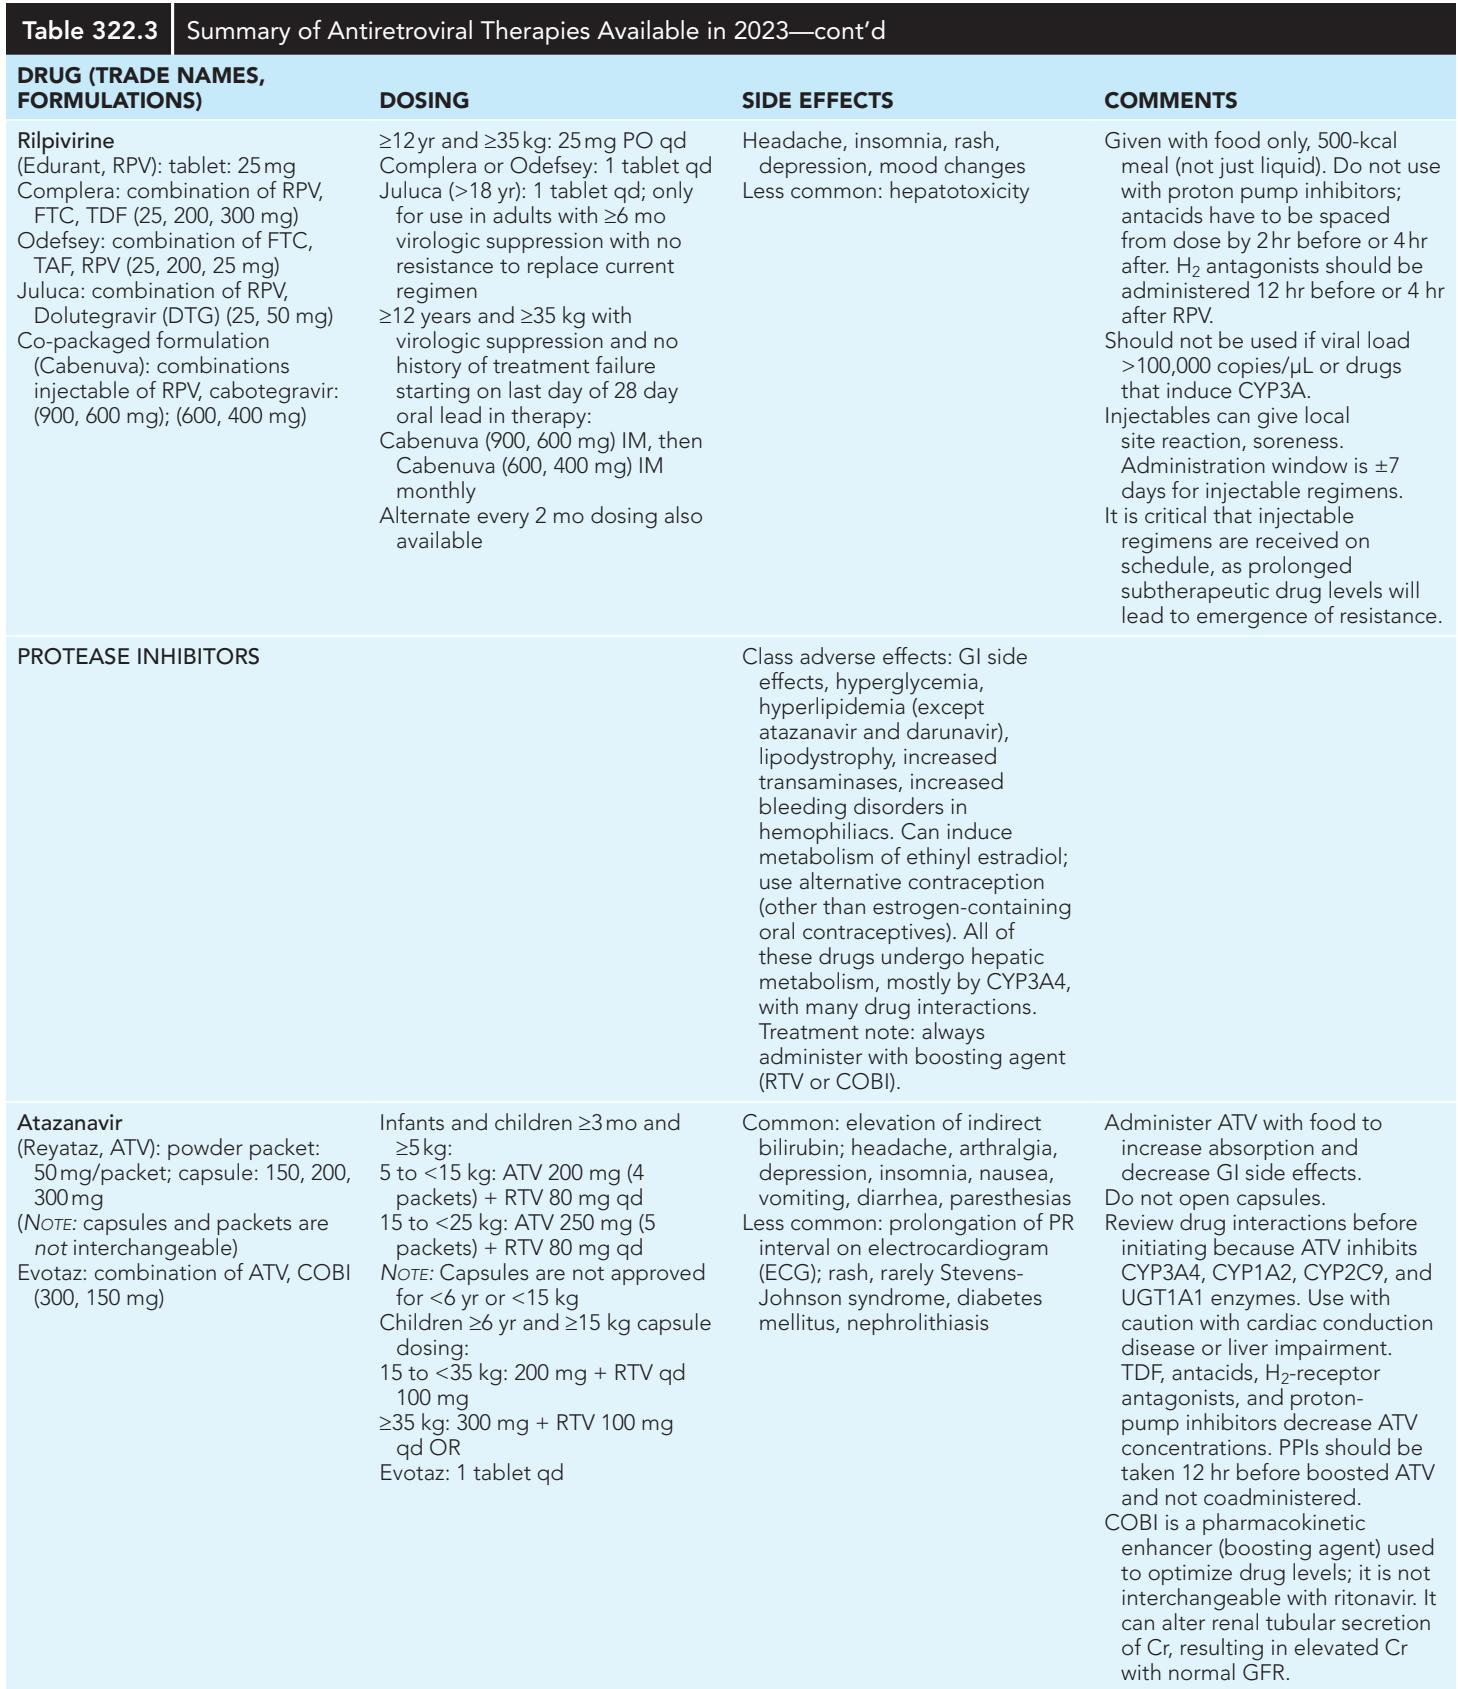 Table 322.3 Summary of Antiretroviral Therapies Available in 2023—cont'd
DRUG (TRADE NAMES,
FORMULATIONS)
DOSING
SIDE EFFECTS
COMMENTS
Rilpivirine
(Edurant, RPV): tablet: 25 mg
Complera: combination of RPV,
FTC, TDF (25, 200, 300 mg)
Odefsey: combination of FTC,
TAF, RPV (25, 200, 25 mg)
Juluca: combination of RPV,
Dolutegravir (DTG) (25, 50 mg)
Co-packaged formulation
(Cabenuva): combinations
injectable of RPV, cabotegravir:
(900, 600 mg); (600, 400 mg)
≥12 yr and ≥35 kg: 25 mg PO qd
Complera or Odefsey: 1 tablet qd
Juluca (>18 yr): 1 tablet qd; only
for use in adults with ≥6 mo
virologic suppression with no
resistance to replace current
regimen
≥12 years and ≥35 kg with
virologic suppression and no
history of treatment failure
starting on last day of 28 day
oral lead in therapy:
Cabenuva (900, 600 mg) IM, then
Cabenuva (600, 400 mg) IM
monthly
Alternate every 2 mo dosing also
available
Headache, insomnia, rash,
depression, mood changes
Less common: hepatotoxicity
Given with food only, 500-kcal
meal (not just liquid). Do not use
with proton pump inhibitors;
antacids have to be spaced
from dose by 2 hr before or 4 hr
after. H2 antagonists should be
administered 12 hr before or 4 hr
after RPV.
Should not be used if viral load
>100,000 copies/µL or drugs
that induce CYP3A.
Injectables can give local
site reaction, soreness.
Administration window is ±7
days for injectable regimens.
It is critical that injectable
regimens are received on
schedule, as prolonged
subtherapeutic drug levels will
lead to emergence of resistance.
PROTEASE INHIBITORS
Class adverse effects: GI side
effects, hyperglycemia,
hyperlipidemia (except
atazanavir and darunavir),
lipodystrophy, increased
transaminases, increased
bleeding disorders in
hemophiliacs. Can induce
metabolism of ethinyl estradiol;
use alternative contraception
(other than estrogen-containing
oral contraceptives). All of
these drugs undergo hepatic
metabolism, mostly by CYP3A4,
with many drug interactions.
Treatment note: always
administer with boosting agent
(RTV or COBI).
Atazanavir
(Reyataz, ATV): powder packet:
50 mg/packet; capsule: 150, 200,
300 mg
(NOTE: capsules and packets are
not interchangeable)
Evotaz: combination of ATV, COBI
(300, 150 mg)
Infants and children ≥3 mo and
≥5 kg:
5 to <15 kg: ATV 200 mg (4
packets) + RTV 80 mg qd
15 to <25 kg: ATV 250 mg (5
packets) + RTV 80 mg qd
NOTE: Capsules are not approved
for <6 yr or <15 kg
Children ≥6 yr and ≥15 kg capsule
dosing:
15 to <35 kg: 200 mg + RTV qd
100 mg
≥35 kg: 300 mg + RTV 100 mg
qd OR
Evotaz: 1 tablet qd
Common: elevation of indirect
bilirubin; headache, arthralgia,
depression, insomnia, nausea,
vomiting, diarrhea, paresthesias
Less common: prolongation of PR
interval on electrocardiogram
(ECG); rash, rarely Stevens-
Johnson syndrome, diabetes
mellitus, nephrolithiasis
Administer ATV with food to
increase absorption and
decrease GI side effects.
Do not open capsules.
Review drug interactions before
initiating because ATV inhibits
CYP3A4, CYP1A2, CYP2C9, and
UGT1A1 enzymes. Use with
caution with cardiac conduction
disease or liver impairment.
TDF, antacids, H2-receptor
antagonists, and proton-
pump inhibitors decrease ATV
concentrations. PPIs should be
taken 12 hr before boosted ATV
and not coadministered.
COBI is a pharmacokinetic
enhancer (boosting agent) used
to optimize drug levels; it is not
interchangeable with ritonavir. It
can alter renal tubular secretion
of Cr, resulting in elevated Cr
with normal GFR.